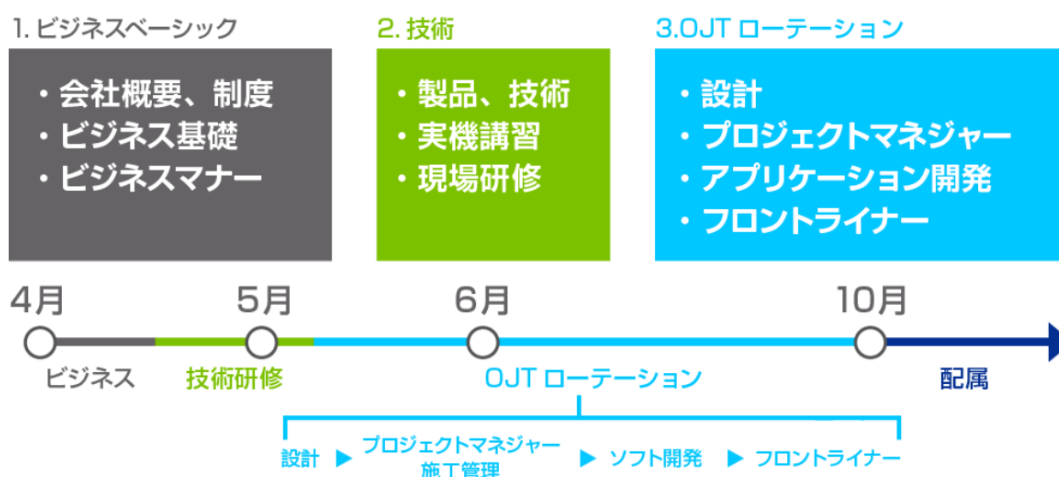 1. ビジネスベーシック
・会社概要、制度
・ビジネス基礎
・ビジネスマナー
2. 技術
・製品、技術
・実機講習
・現場研修
3.OJT ローテーション
・設計
・プロジェクトマネジャー
・アプリケーション開発
・フロントライナー
4月
5月
6月
10月
ビジネス
技術研修
OJT ローテーション
配属
設計 ▶ プロジェクトマネジャー
施工管理
▶ ソフト開発 ▶ フロントライナー